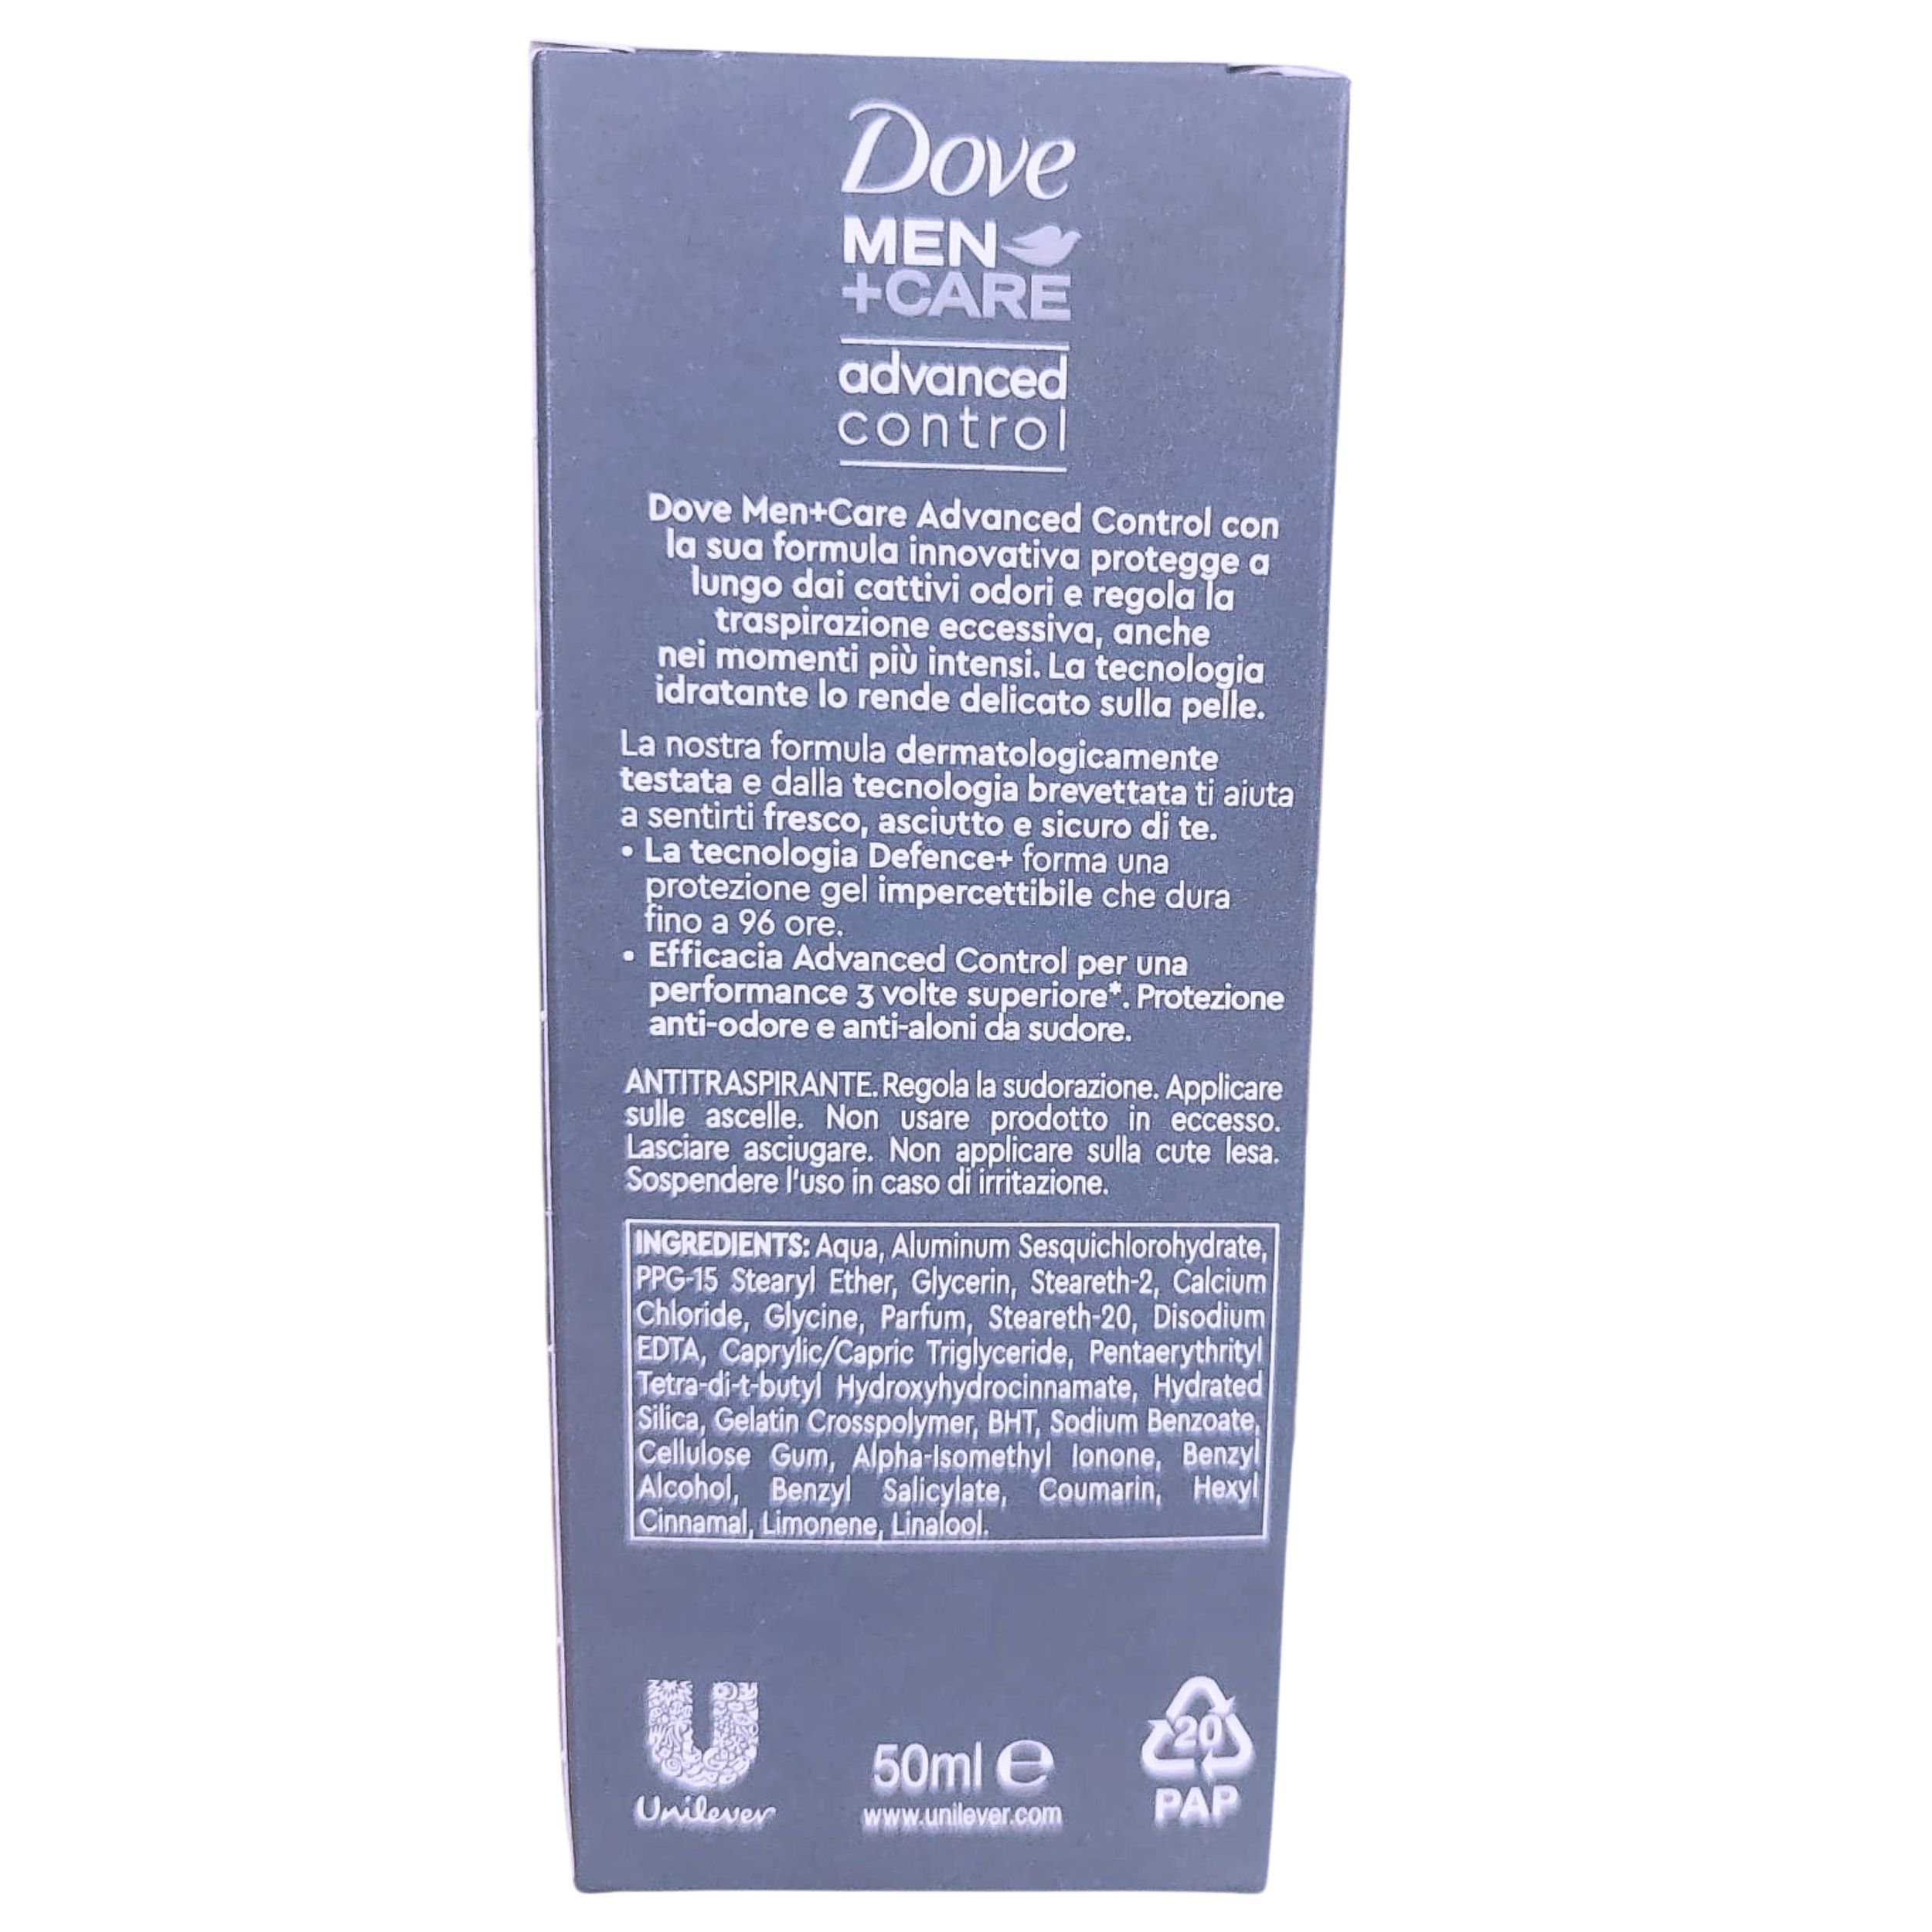 Dove
MEN
+CARE
advanced
control
Dove Men+Care Advanced Control con
la sua formula innovativa protegge a
lungo dai cattivi odori e regola la
traspirazione eccessiva, anche
nei momenti più intensi. La tecnologia
idratante lo rende delicato sulla pelle.
La nostra formula dermatologicamente
testata e dalla tecnologia brevettata ti aiuta
a sentirti fresco, asciutto e sicuro di te.
• La tecnologia Defence+ forma una
protezione gel impercettibile che dura
fino a 96 ore.
• Efficacia Advanced Control per una
performance 3 volte superiore*. Protezione
anti-odore e anti-aloni da sudore.
ANTITRASPIRANTE. Regola la sudorazione. Applicare
sulle ascelle. Non usare prodotto in eccesso.
Lasciare asciugare. Non applicare sulla cute lesa.
Sospendere l'uso in caso di irritazione.
INGREDIENTS: Aqua, Aluminum Sesquichlorohydrate,
PPG-15 Stearyl Ether, Glycerin, Steareth-2, Calcium
Chloride, Glycine, Parfum, Steareth-20, Disodium
EDTA, Caprylic/Capric Triglyceride, Pentaerythrityl
Tetra-di-t-butyl Hydroxyhydrocinnamate, Hydrated
Silica, Gelatin Crosspolymer, BHT, Sodium Benzoate,
Cellulose Gum, Alpha-Isomethyl Ionone, Benzyl
Alcohol, Benzyl Salicylate, Coumarin, Hexyl
Cinnamal, Limonene, Linalool.
Unilever
50ml e
www.unilever.com
20
PAP